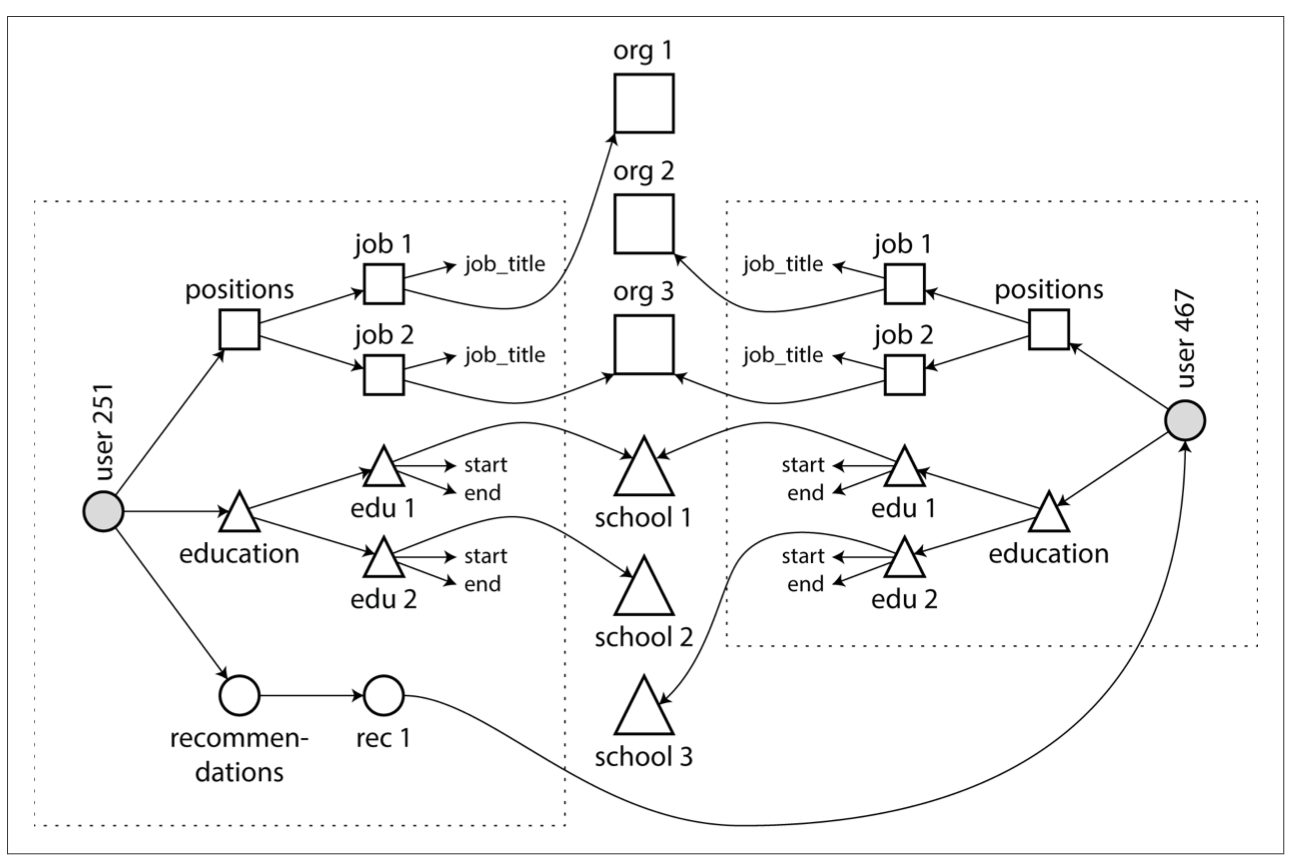 org 1
org 2
org 3
job 1
job_title
positions
job 2
job_title
user 251
edu 1
start
end
education
edu 2
start
end
recommen-
dations
rec 1
school 1
school 2
school 3
job 1
job_title
positions
job 2
job_title
user 467
start
end
edu 1
education
start
end
edu 2